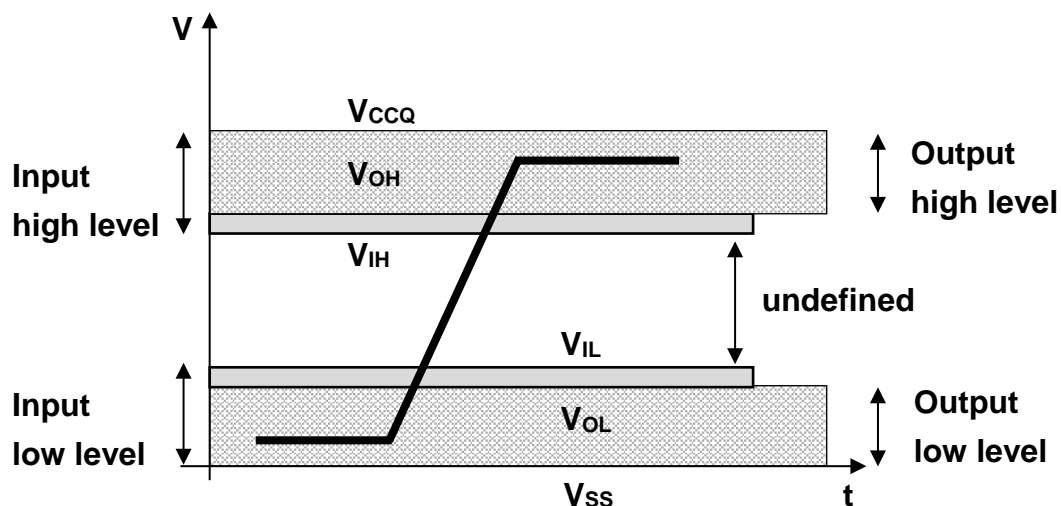 V
VCCQ
Input
high level
VOH
Output
high level
VIH
undefined
VIL
Input
low level
VOL
Output
low level
VSS
t